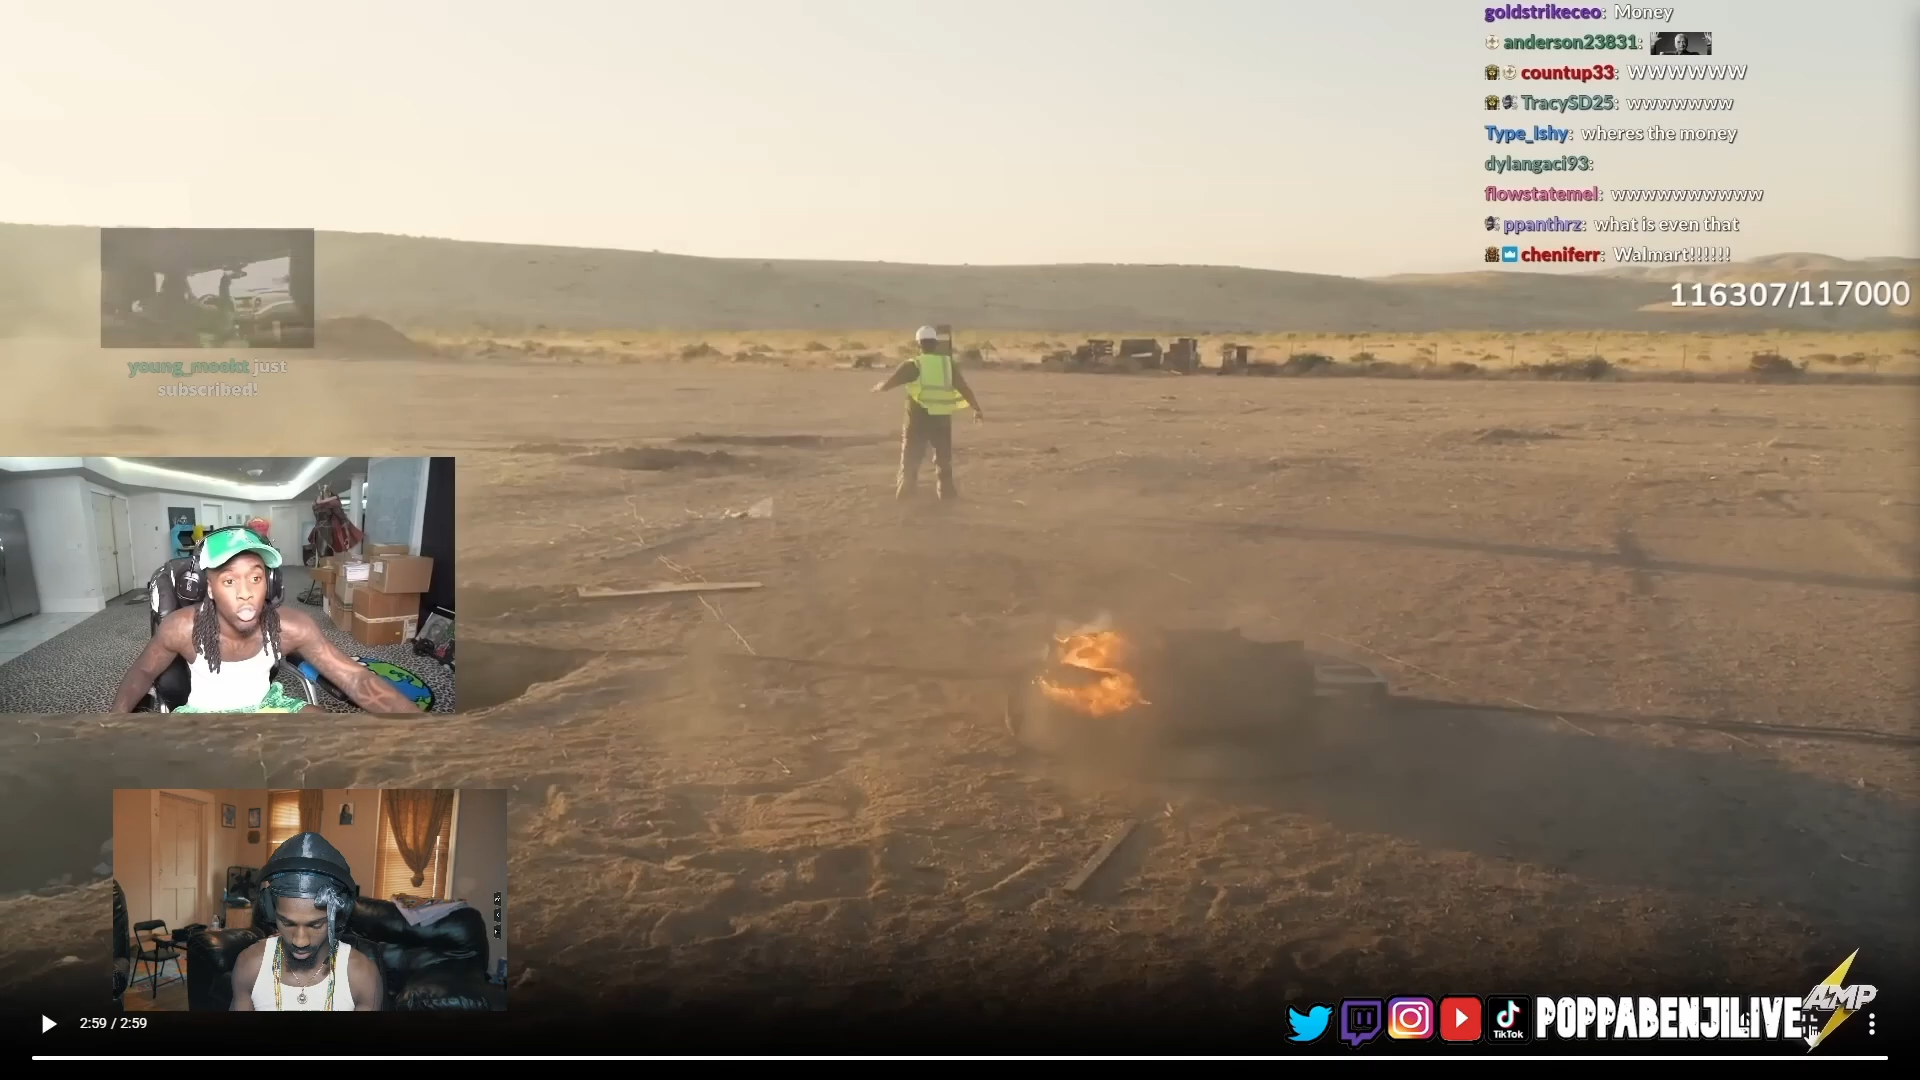 goldstrikeceo: Money
anderson23831:
countup33: WWWWWW
TracySD25: wwwwwww
Type_Ishy: wheres the money
dylangaci93:
flowstatemel: wwwwwwwwww
ppanthrz: what is even that
cheniferr: Walmart!!!!!!
116307/117000
young_mookt just
subscribed!
2:59 / 2:59
TikTok
POPPABENJILIVE
AMP